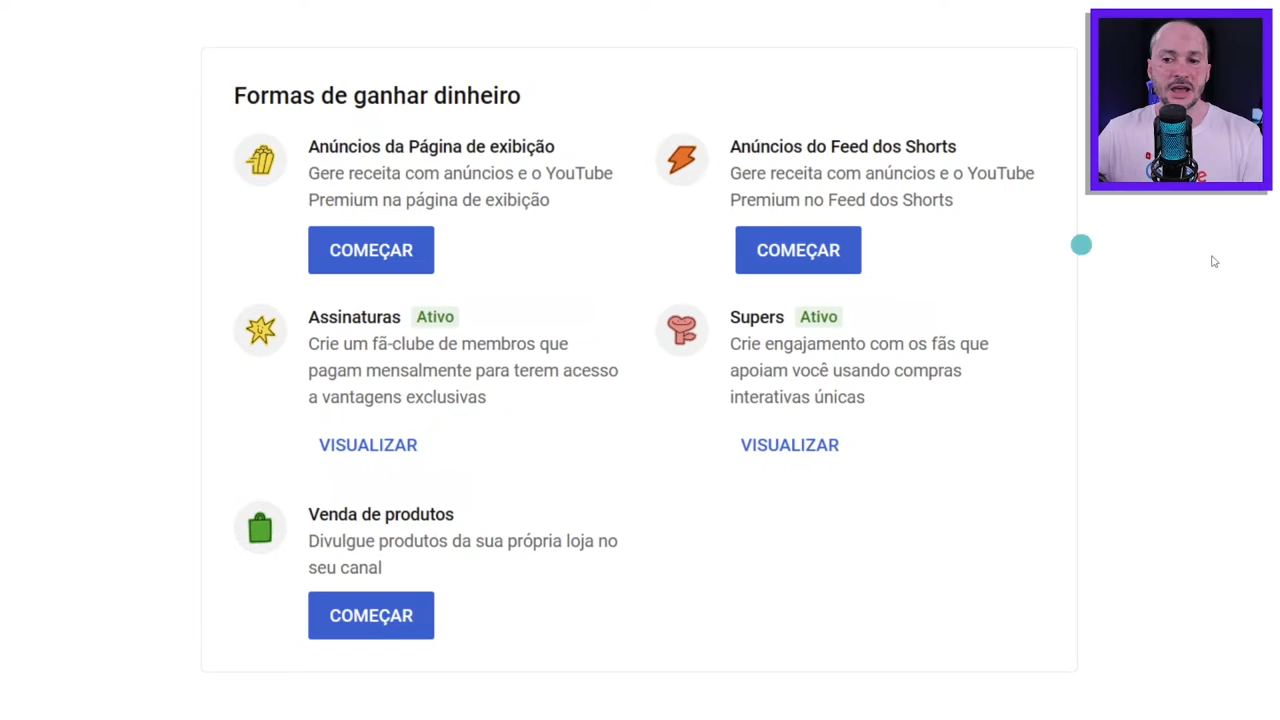 Formas de ganhar dinheiro
Anúncios da Página de exibição
Gere receita com anúncios e o YouTube
Premium na página de exibição
COMEÇAR
Anúncios do Feed dos Shorts
Gere receita com anúncios e o YouTube
Premium no Feed dos Shorts
COMEÇAR
Assinaturas Ativo
Crie um fã-clube de membros que
pagam mensalmente para terem acesso
a vantagens exclusivas
VISUALIZAR
Supers Ativo
Crie engajamento com os fãs que
apoiam você usando compras
interativas únicas
VISUALIZAR
Venda de produtos
Divulgue produtos da sua própria loja no
seu canal
COMEÇAR